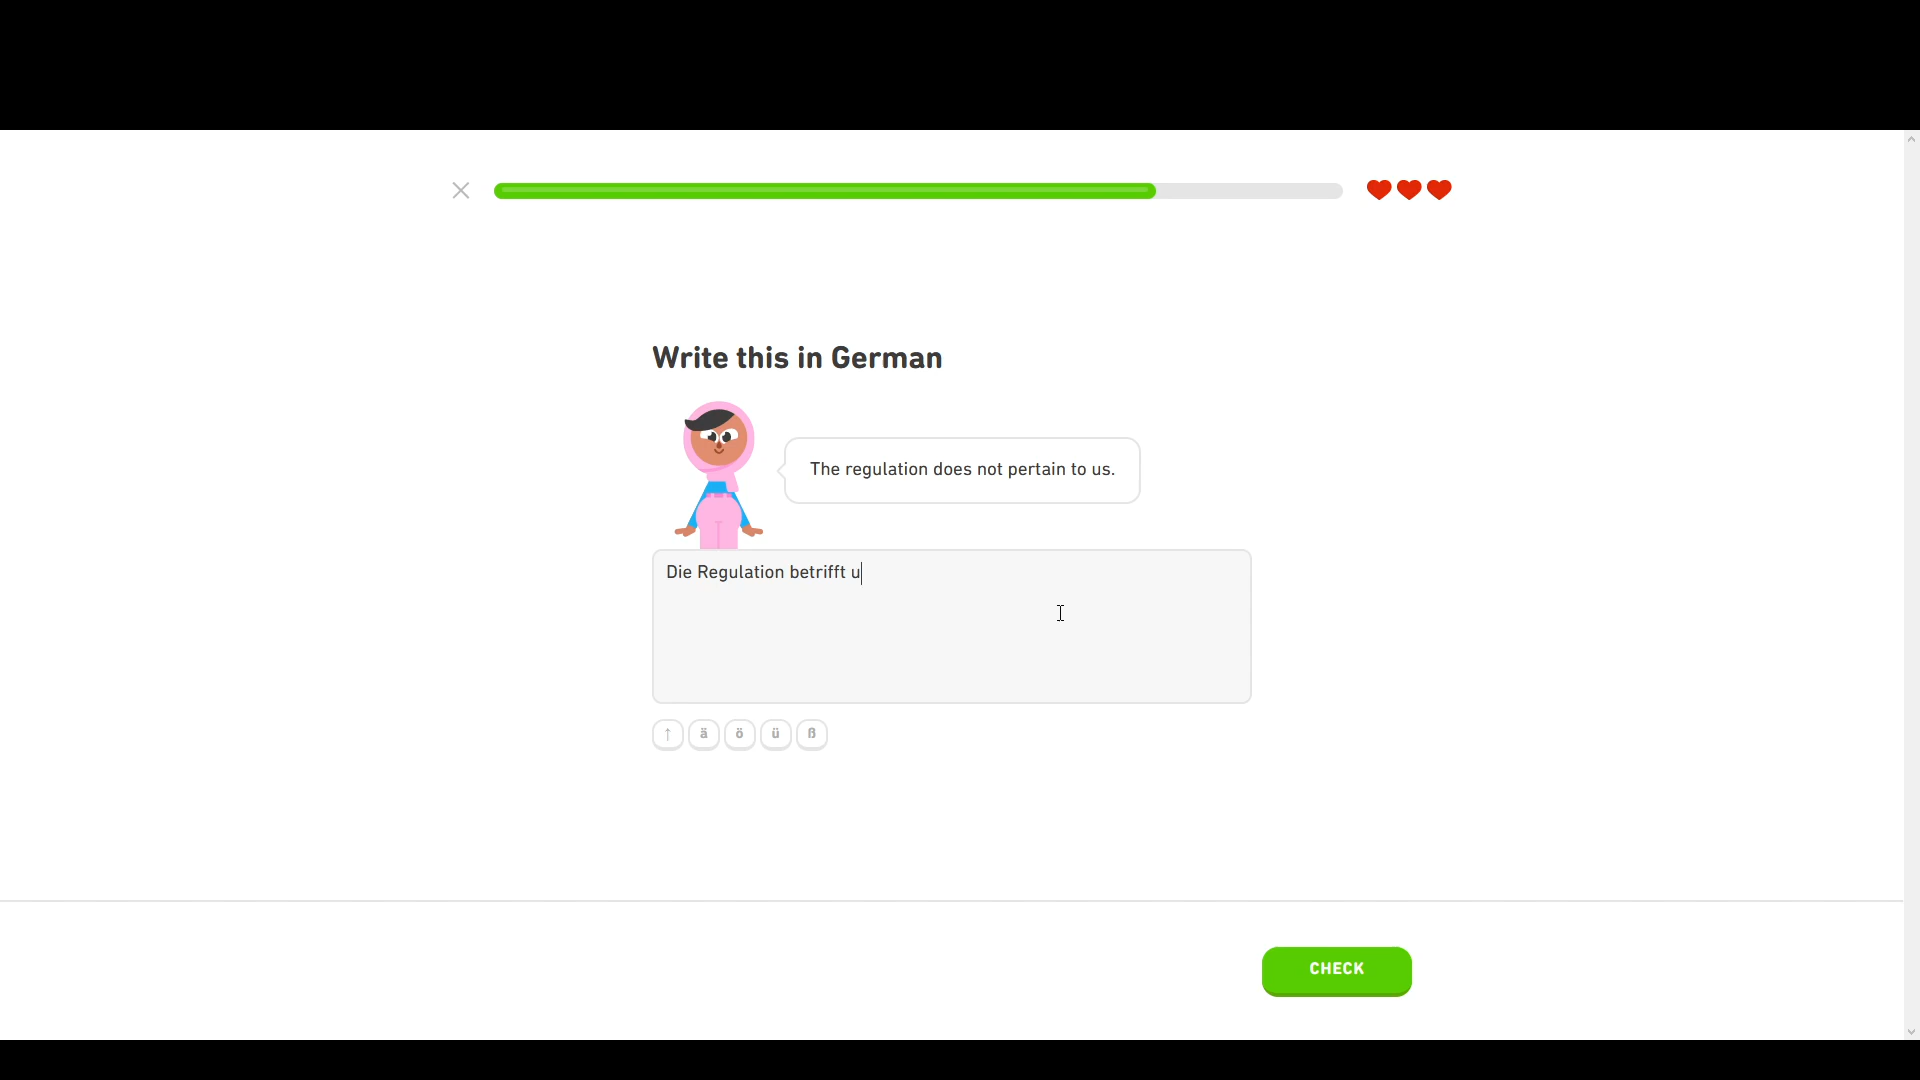 Write this in German
The regulation does not pertain to us.
Die Regulation betrifft u
↑ ä ö ü ß
CHECK